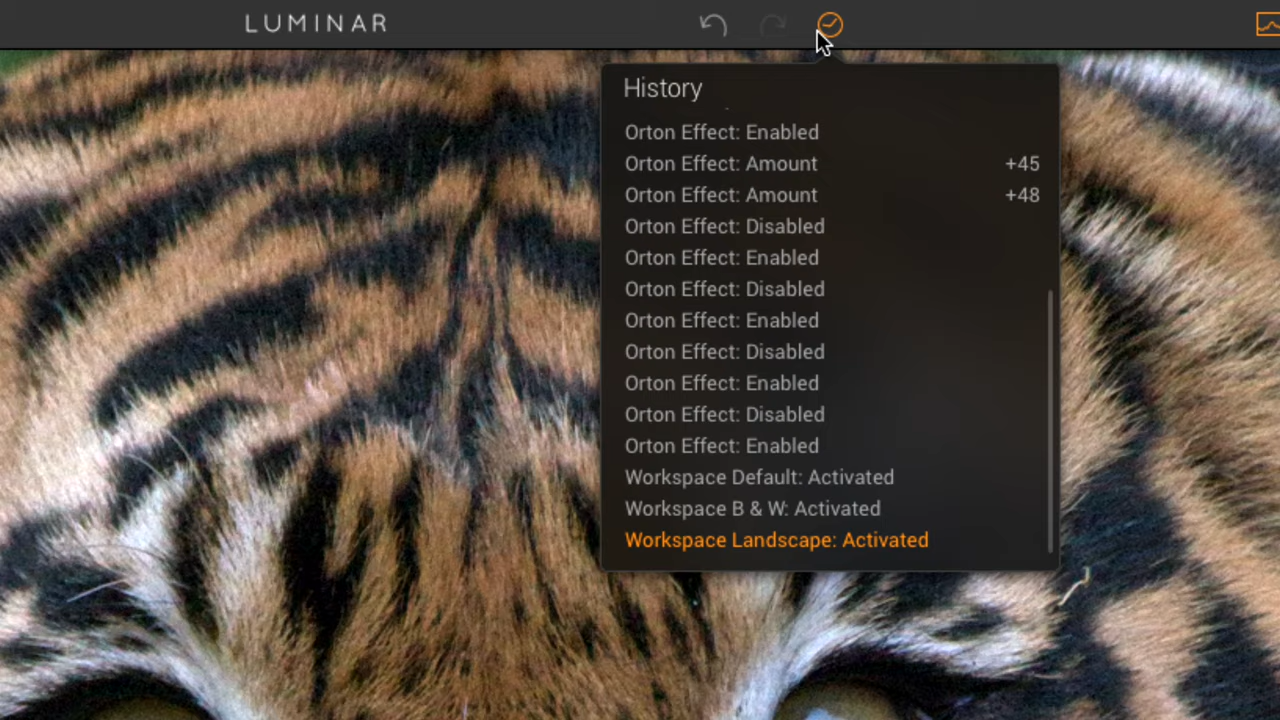 LUMINAR
History
Orton Effect: Enabled
Orton Effect: Amount +45
Orton Effect: Amount +48
Orton Effect: Disabled
Orton Effect: Enabled
Orton Effect: Disabled
Orton Effect: Enabled
Orton Effect: Disabled
Orton Effect: Enabled
Orton Effect: Disabled
Orton Effect: Enabled
Workspace Default: Activated
Workspace B & W: Activated
Workspace Landscape: Activated